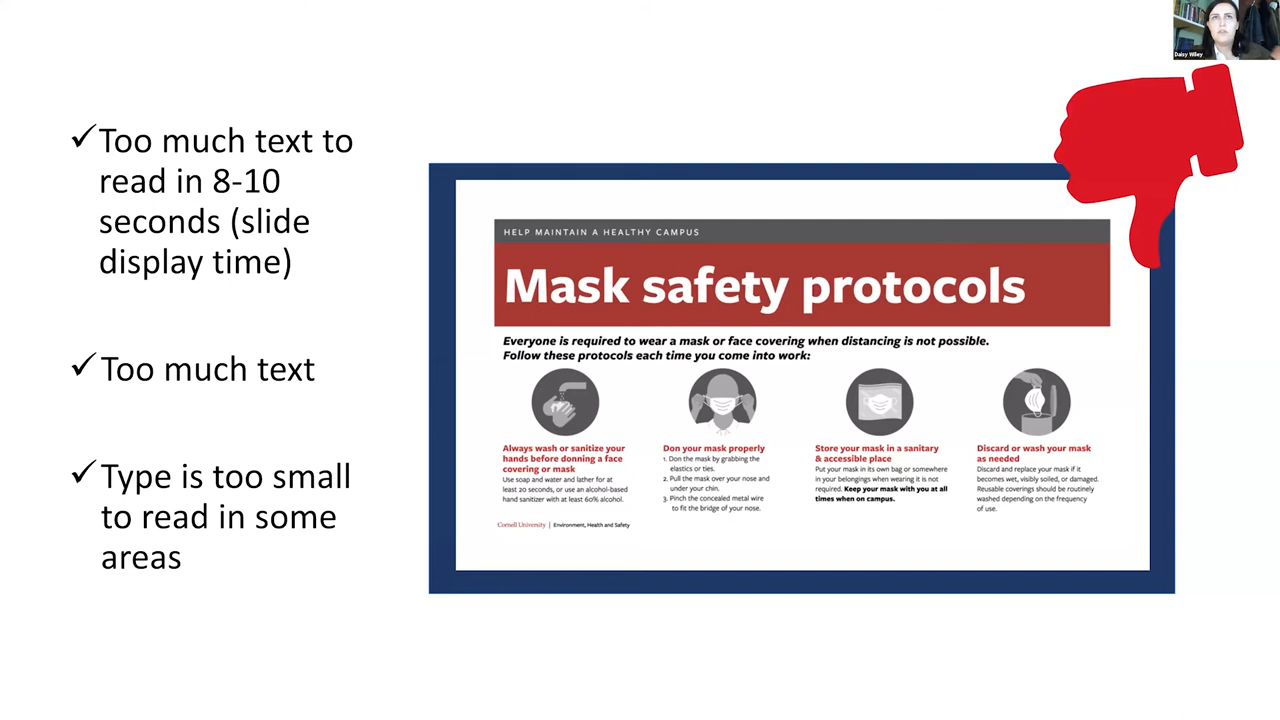 Daisy Wiley
✓Too much text to
read in 8-10
seconds (slide
display time)
✓Too much text
✓Type is too small
to read in some
areas
HELP MAINTAIN A HEALTHY CAMPUS
Mask safety protocols
Everyone is required to wear a mask or face covering when distancing is not possible.
Follow these protocols each time you come into work:
Always wash or sanitize your
hands before donning a face
covering or mask
Use soap and water and lather for at
least 20 seconds, or use an alcohol-based
hand sanitizer with at least 60% alcohol.
Don your mask properly
1. Don the mask by grabbing the
elastics or ties.
2. Pull the mask over your nose and
under your chin.
3. Pinch the concealed metal wire
to fit the bridge of your nose.
Store your mask in a sanitary
& accessible place
Put your mask in its own bag or somewhere
in your belongings when wearing it is not
required. Keep your mask with you at all
times when on campus.
Discard or wash your mask
as needed
Discard and replace your mask if it
becomes wet, visibly soiled, or damaged.
Reusable coverings should be routinely
washed depending on the frequency
of use.
Cornell University | Environment, Health and Safety